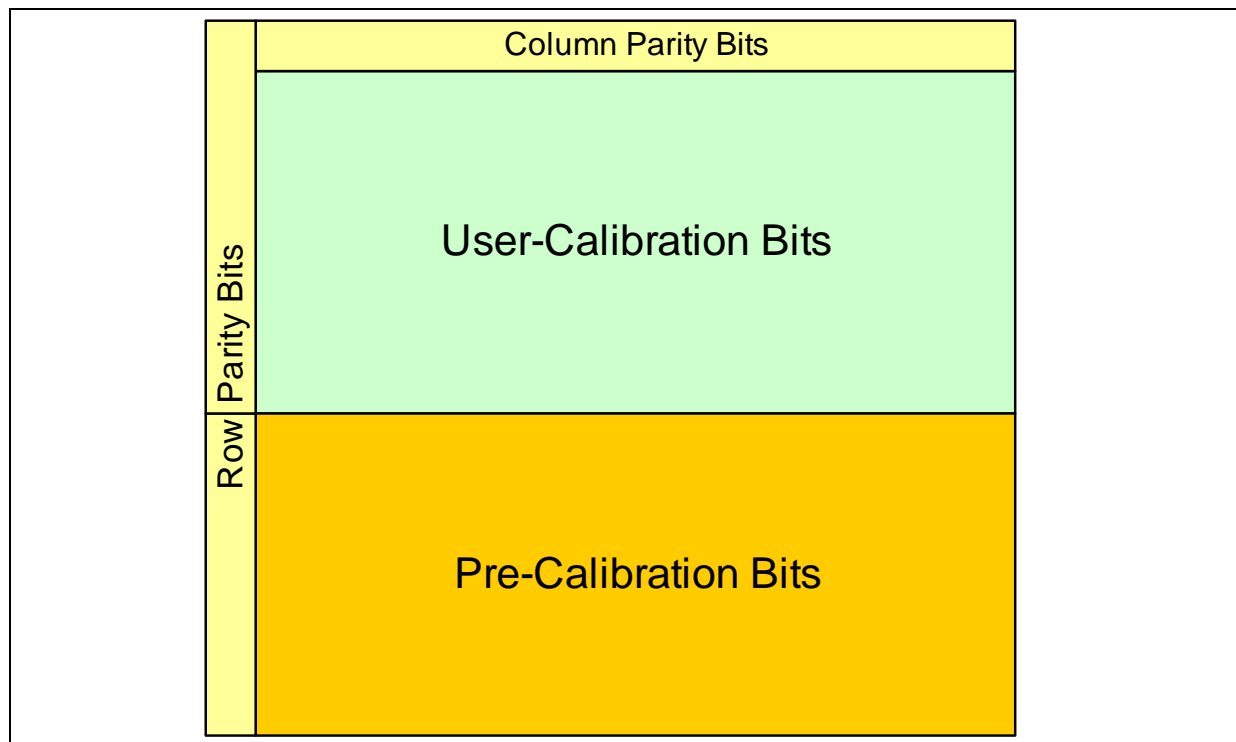 Column Parity Bits
User-Calibration Bits
Row Parity Bits
Pre-Calibration Bits